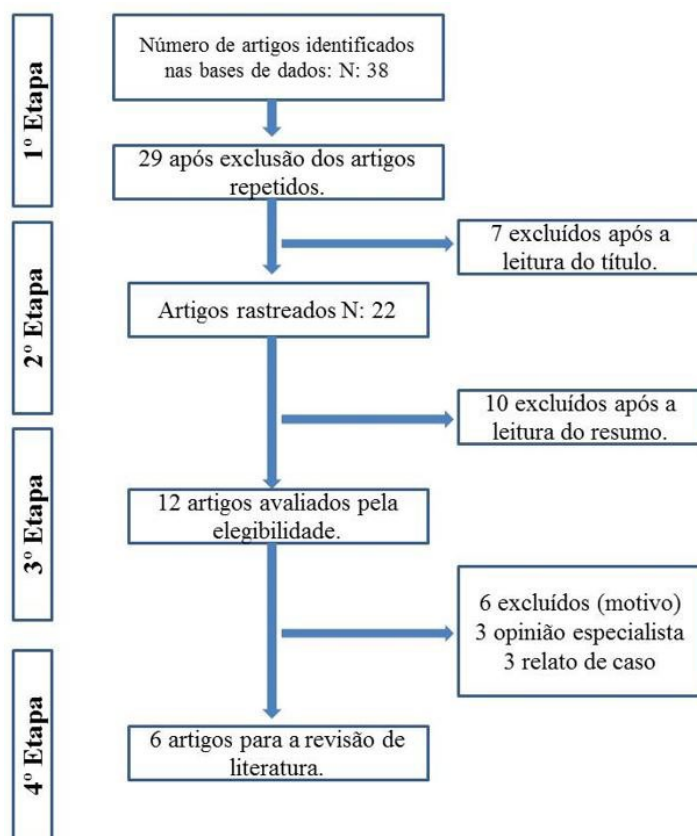 1º Etapa
Número de artigos identificados
nas bases de dados: N: 38
29 após exclusão dos artigos
repetidos.
7 excluídos após a
leitura do título.
2º Etapa
Artigos rastreados N: 22
10 excluídos após a
leitura do resumo.
3º Etapa
12 artigos avaliados pela
elegibilidade.
6 excluídos (motivo)
3 opinião especialista
3 relato de caso
4º Etapa
6 artigos para a revisão de
literatura.